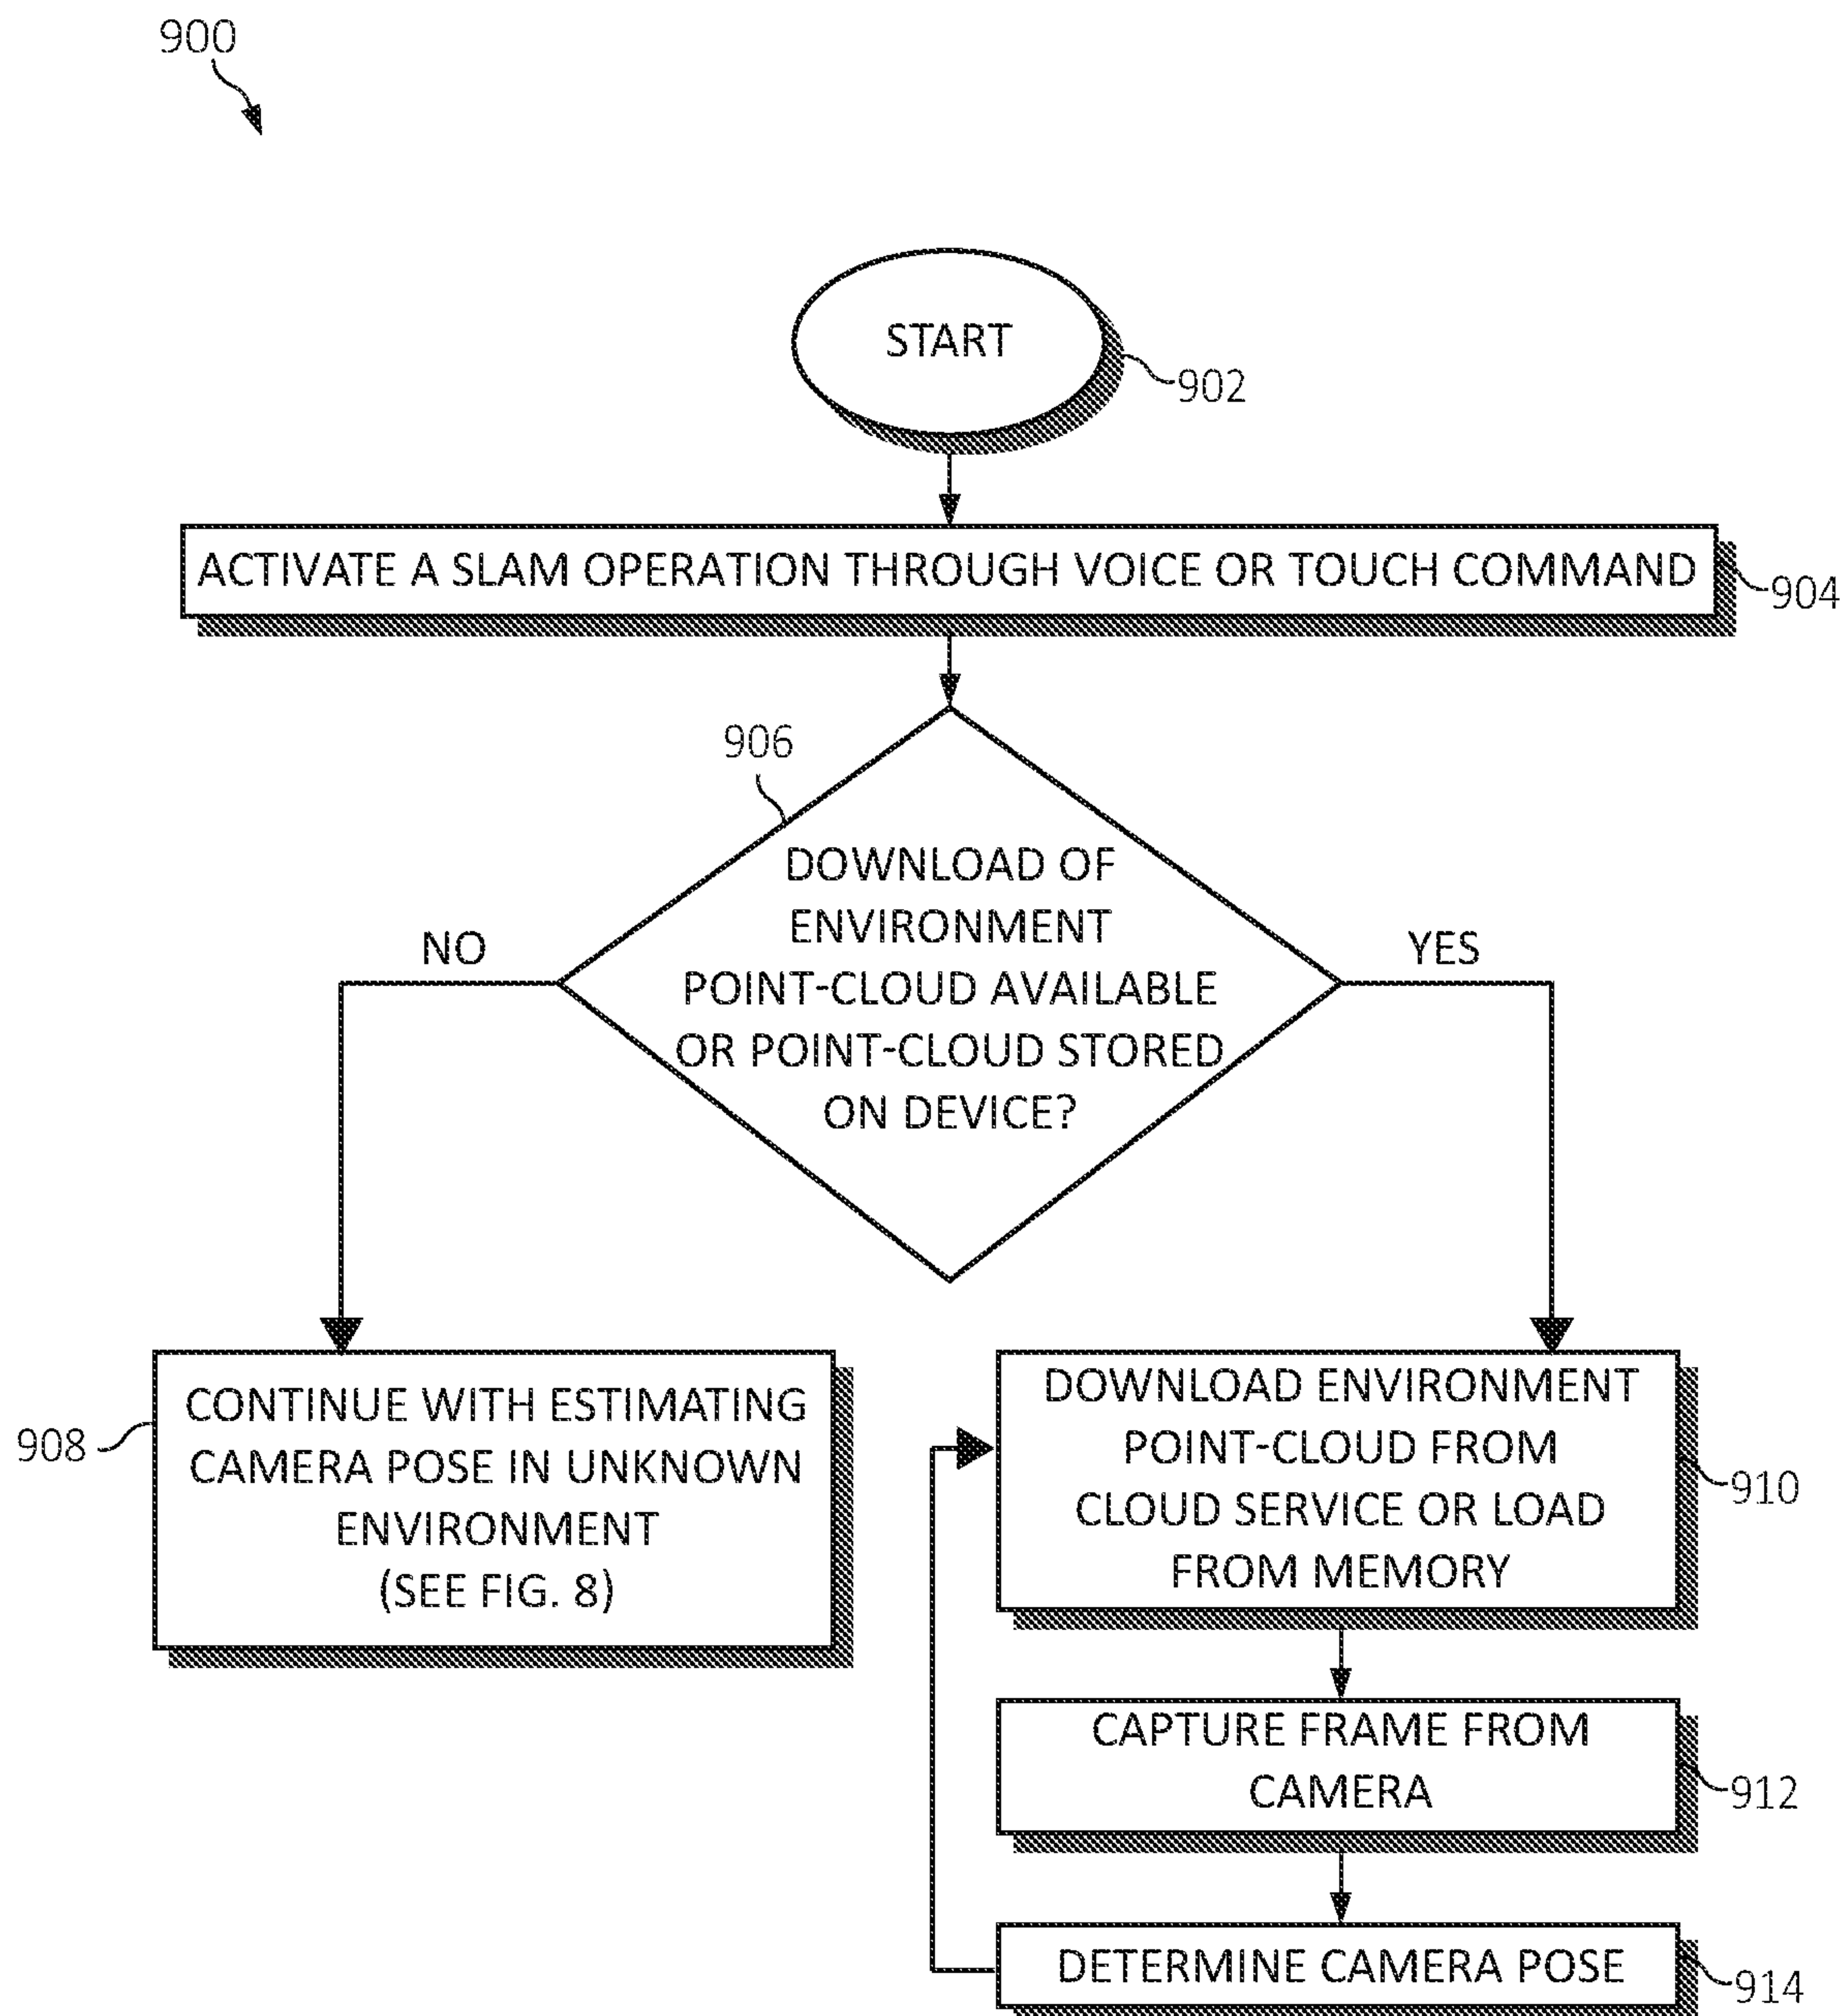 900
START
902
ACTIVATE A SLAM OPERATION THROUGH VOICE OR TOUCH COMMAND
904
906
DOWNLOAD OF
ENVIRONMENT
POINT-CLOUD AVAILABLE
OR POINT-CLOUD STORED
ON DEVICE?
NO
YES
CONTINUE WITH ESTIMATING
CAMERA POSE IN UNKNOWN
ENVIRONMENT
(SEE FIG. 8)
908
DOWNLOAD ENVIRONMENT
POINT-CLOUD FROM
CLOUD SERVICE OR LOAD
FROM MEMORY
910
CAPTURE FRAME FROM
CAMERA
912
DETERMINE CAMERA POSE
914